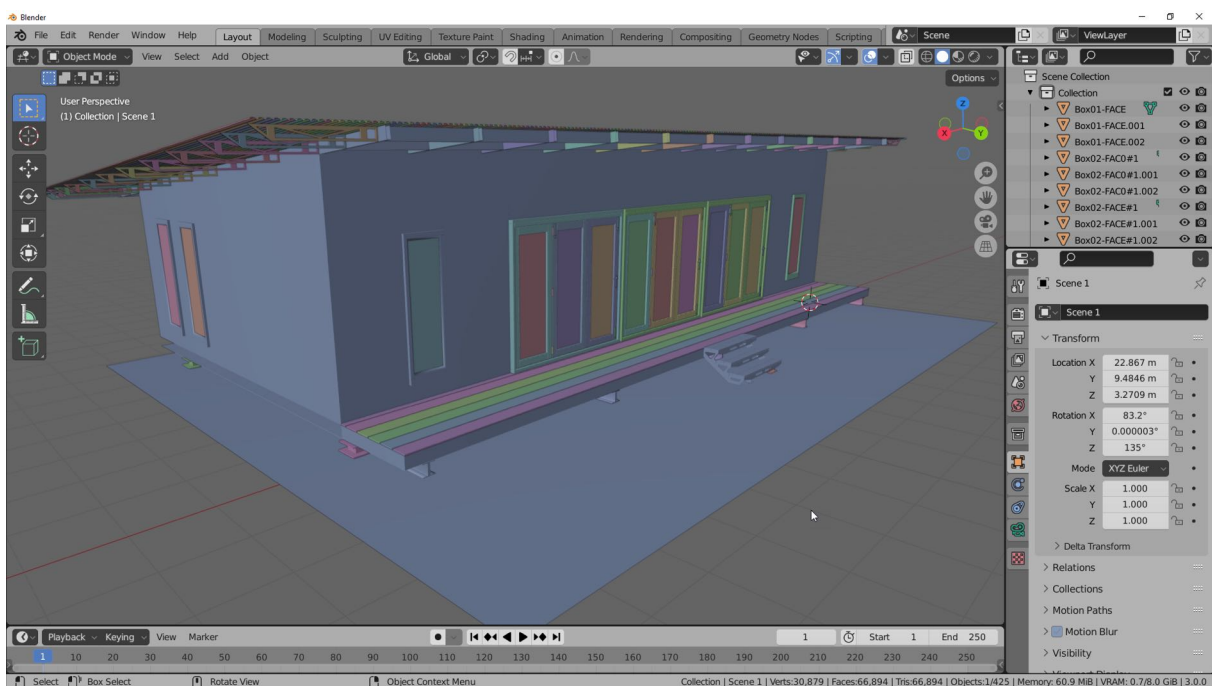 Blender
File Edit Render Window Help Layout Modeling Sculpting UV Editing Texture Paint Shading Animation Rendering Compositing Geometry Nodes Scripting Scene ViewLayer
Object Mode View Select Add Object Global
Options
User Perspective
(1) Collection | Scene 1
Z
X
Y
Scene Collection
Collection
Box01-FACE
Box01-FACE.001
Box01-FACE.002
Box02-FAC0#1
Box02-FAC0#1.001
Box02-FAC0#1.002
Box02-FACE#1
Box02-FACE#1.001
Box02-FACE#1.002
Scene 1
Scene 1
Transform
Location X 22.867 m
Y 9.4846 m
Z 3.2709 m
Rotation X 83.2°
Y 0.000003°
Z 135°
Mode XYZ Euler
Scale X 1.000
Y 1.000
Z 1.000
Delta Transform
Relations
Collections
Motion Paths
Motion Blur
Visibility
Playback Keying View Marker 1 Start 1 End 250
1 10 20 30 40 50 60 70 80 90 100 110 120 130 140 150 160 170 180 190 200 210 220 230 240 250
Select Box Select Rotate View Object Context Menu Collection | Scene 1 | Verts:30,879 | Faces:66,894 | Tris:66,894 | Objects:1/425 | Memory: 60.9 MiB | VRAM: 0.7/8.0 GiB | 3.0.0